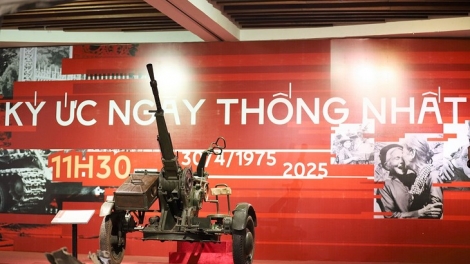 KÝ ỨC NGÀY THỐNG NHẤT
11H30
30/4/1975
2025